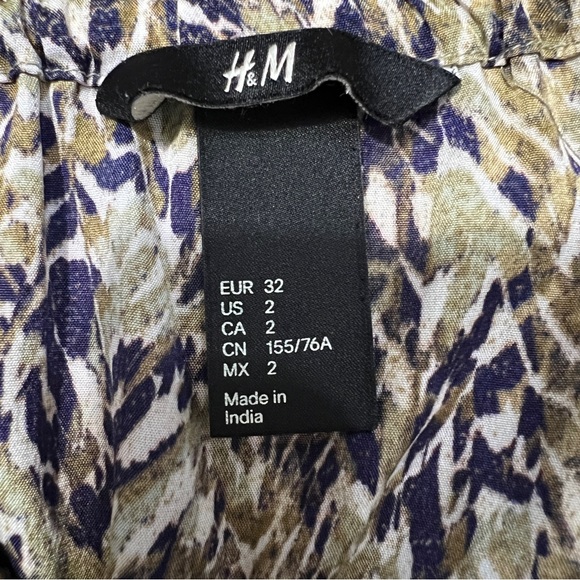 H&M
EUR 32
US 2
CA 2
CN 155/76A
MX 2
Made in
India